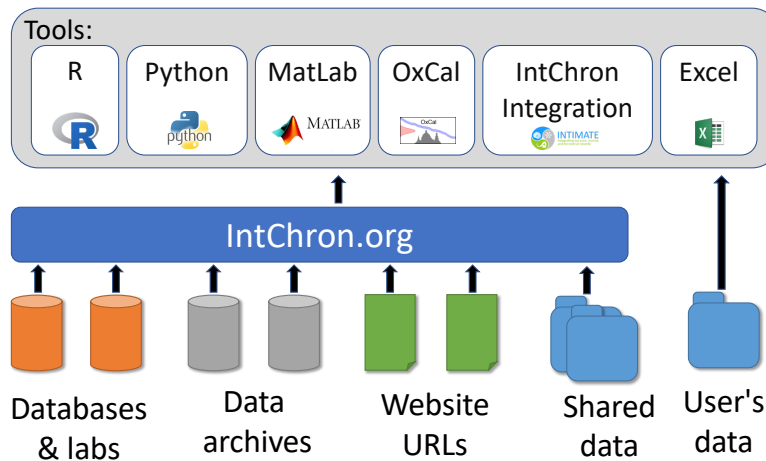 Tools:
R
Python
MatLab
OxCal
IntChron
Integration
Excel
R
python
MATLAB
OxCal
INTIMATE
X
IntChron.org
Databases
& labs
Data
archives
Website
URLs
Shared
data
User's
data